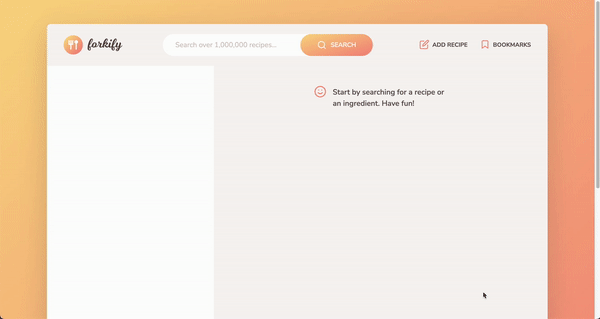 forkify
Search over 1,000,000 recipes...
SEARCH
ADD RECIPE
BOOKMARKS
Start by searching for a recipe or
an ingredient. Have fun!